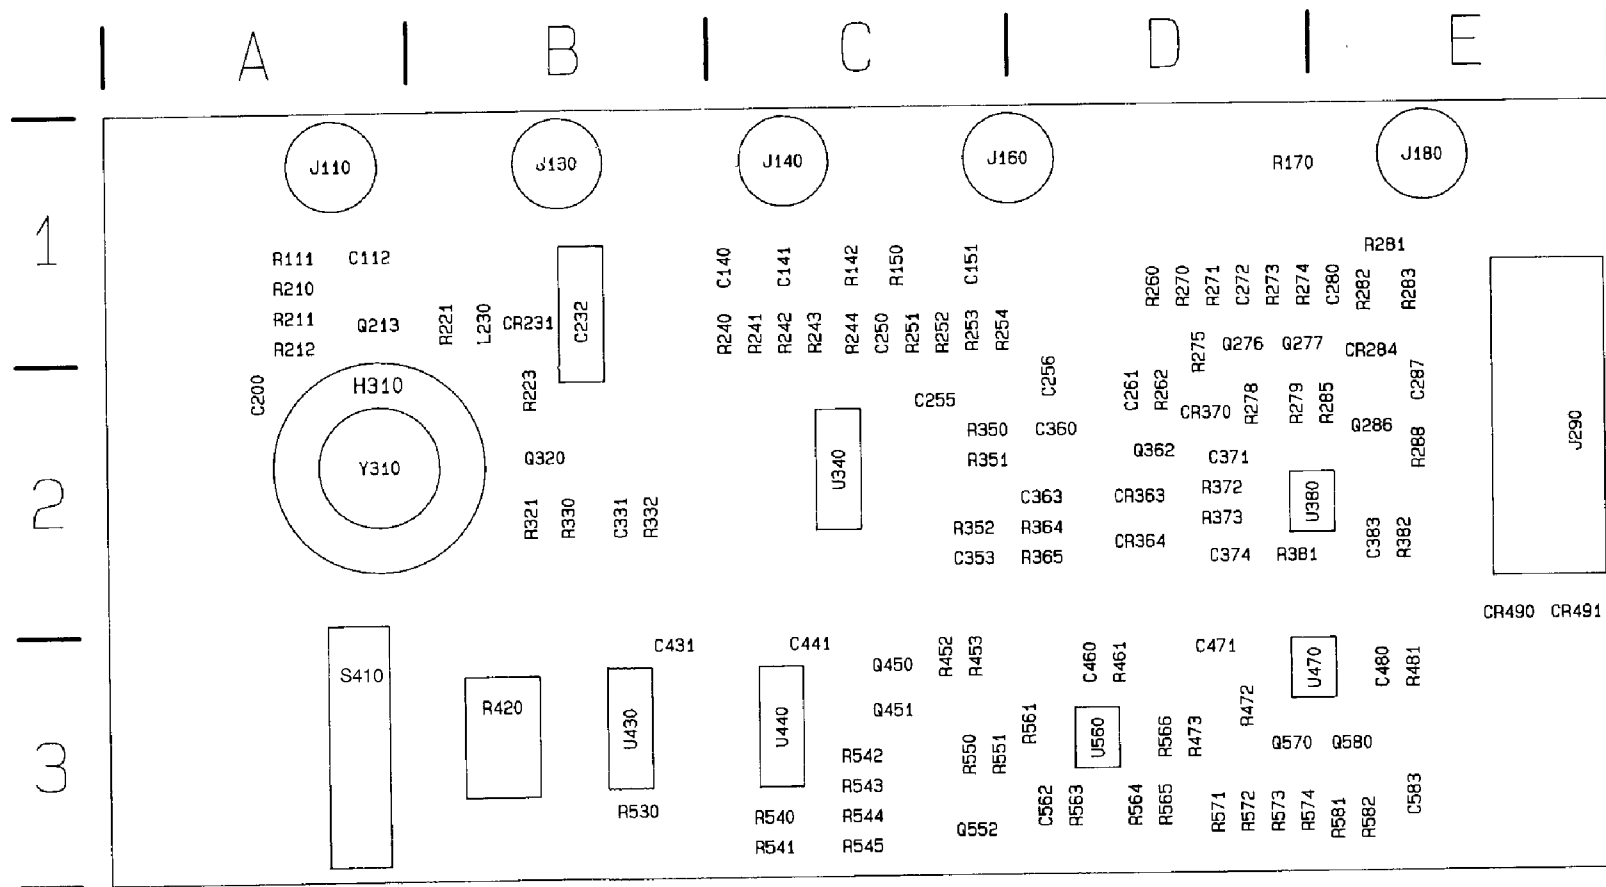 A B C D E
1
J110 J130 J140 J160 R170 J180
R281
R111 C112 C140 C141 R142 R150 C151
R210 R260 R270 R271 C272 R273 R274 C280 R282 R283
R211 Q213 R221 L230 CR231 C232 R240 R241 R242 R243 R244 C250 R251 R252 R253 R254
R212 R275 Q276 Q277 CR284
2
C200 H310 R223 C255 C256 C261 R262 CR370 R278 R279 R285 C287
R350 C360 Q286 R288 J290
Y310 Q320 U340 R351 Q362 C371
C363 CR363 R372 U380
R321 R330 C331 R332 R352 R364 CR364 R373 C383 R382
C353 R365 C374 R381
CR490 CR491
3
C431 C441 Q450 R452 R453 C460 R461 C471 U470 C480 R481
S410 R420 U430 U440 Q451 R561 U560 R566 R473 R472 Q570 Q580
R542 R550 R551
R543 C583
R530 R540 R544 C562 R563 R564 R565 R571 R572 R573 R574 R581 R582
R541 R545 Q552